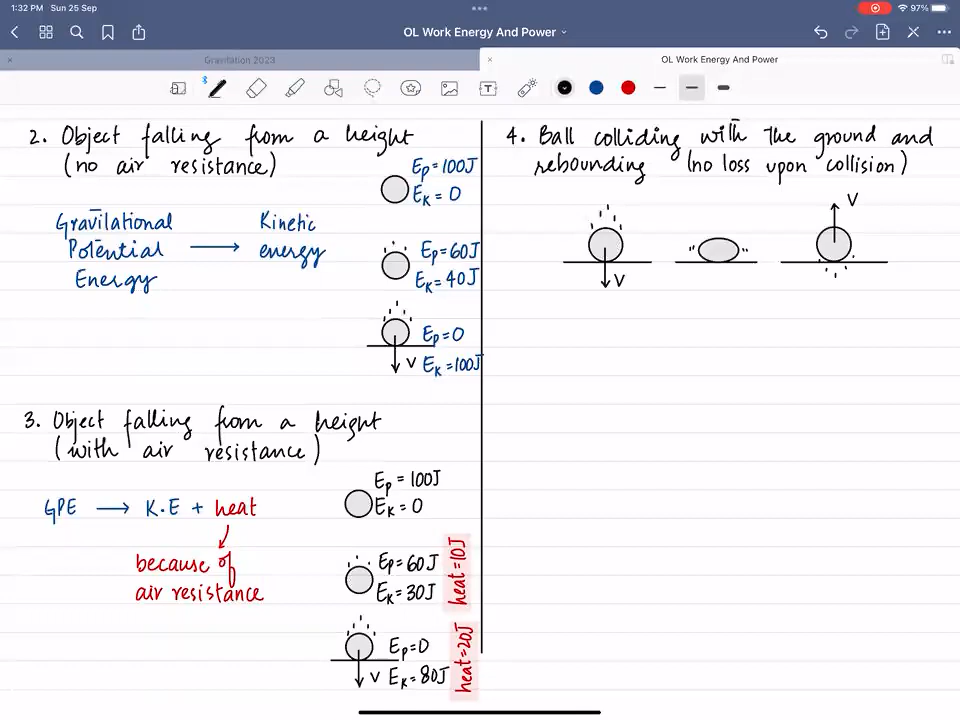 1:32 PM Sun 25 Sep
97%
OL Work Energy And Power
Gravitation 2023
OL Work Energy And Power
2. Object falling from a height
(no air resistance)
Ep = 100J
Ek = 0
Gravitational
Potential
Energy
Kinetic
energy
Ep = 60J
Ek = 40J
Ep = 0
V
Ek = 100J
3. Object falling from a height
(with air resistance)
GPE → K.E + heat
because of
air resistance
Ep = 100J
Ek = 0
Ep = 60J
Ek = 30J
heat = 10J
Ep = 0
V
Ek = 80J
heat = 20J
4. Ball colliding with the ground and
rebounding (no loss upon collision)
V
V